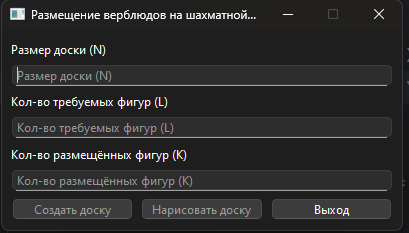 Размещение верблюдов на шахматной...
Размер доски (N)
Размер доски (N)
Кол-во требуемых фигур (L)
Кол-во требуемых фигур (L)
Кол-во размещённых фигур (K)
Кол-во размещённых фигур (K)
Создать доску Нарисовать доску Выход